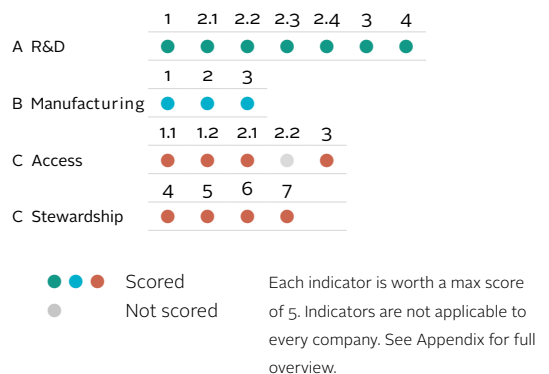 1 2.1 2.2 2.3 2.4 3 4
A R&D
1 2 3
B Manufacturing
1.1 1.2 2.1 2.2 3
C Access
4 5 6 7
C Stewardship
Scored
Not scored
Each indicator is worth a max score
of 5. Indicators are not applicable to
every company. See Appendix for full
overview.